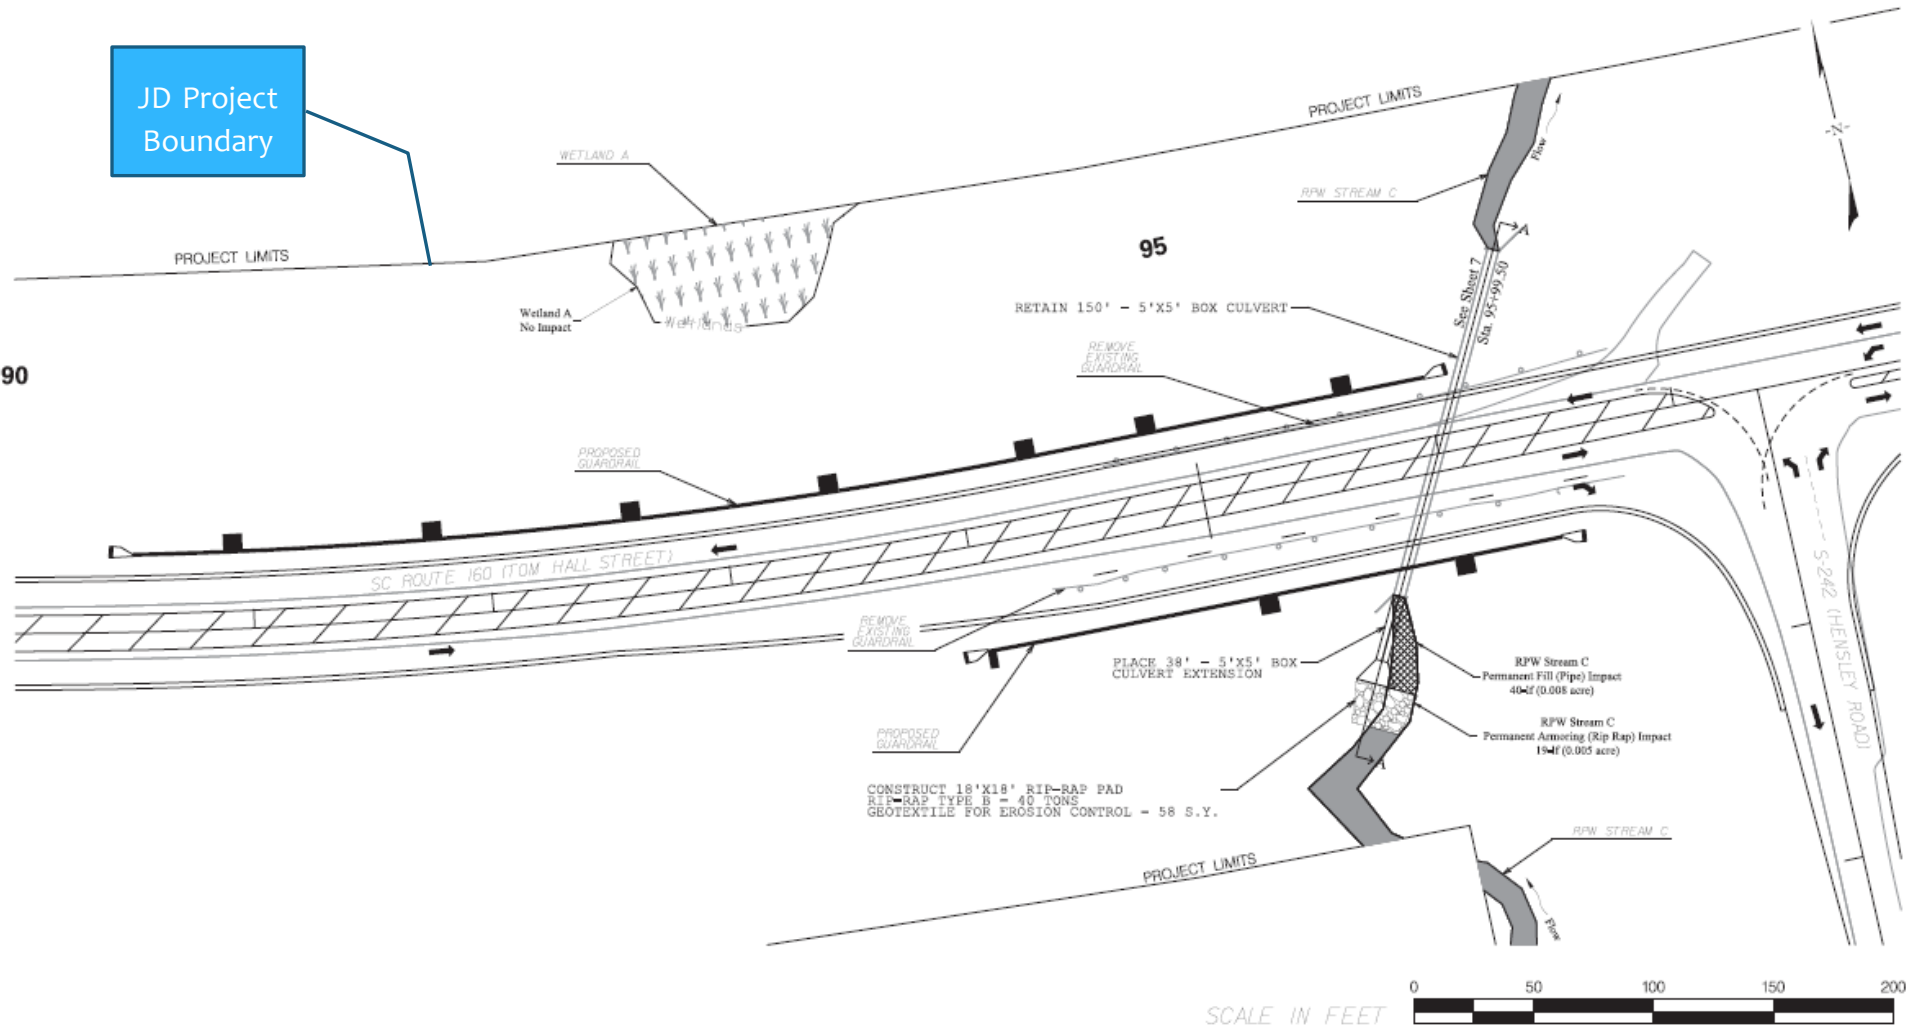 JD Project
Boundary
WETLAND A
PROJECT LIMITS
PROJECT LIMITS
Flow
RPW STREAM C
A
N
95
Wetland A
No Impact
Wetlands
See Sheet 7
Sta. 95+99.50
RETAIN 150' - 5'X5' BOX CULVERT
REMOVE
EXISTING
GUARDRAIL
90
PROPOSED
GUARDRAIL
SC ROUTE 160 (TOM HALL STREET)
REMOVE
EXISTING
GUARDRAIL
PLACE 38' - 5'X5' BOX
CULVERT EXTENSION
RPW Stream C
Permanent Fill (Pipe) Impact
40-lf (0.008 acre)
S-242 (HENSLEY ROAD)
RPW Stream C
Permanent Armoring (Rip Rap) Impact
19-lf (0.005 acre)
PROPOSED
GUARDRAIL
A
CONSTRUCT 18'X18' RIP-RAP PAD
RIP-RAP TYPE B = 40 TONS
GEOTEXTILE FOR EROSION CONTROL = 58 S.Y.
RPW STREAM C
PROJECT LIMITS
Flow
0 50 100 150 200
SCALE IN FEET